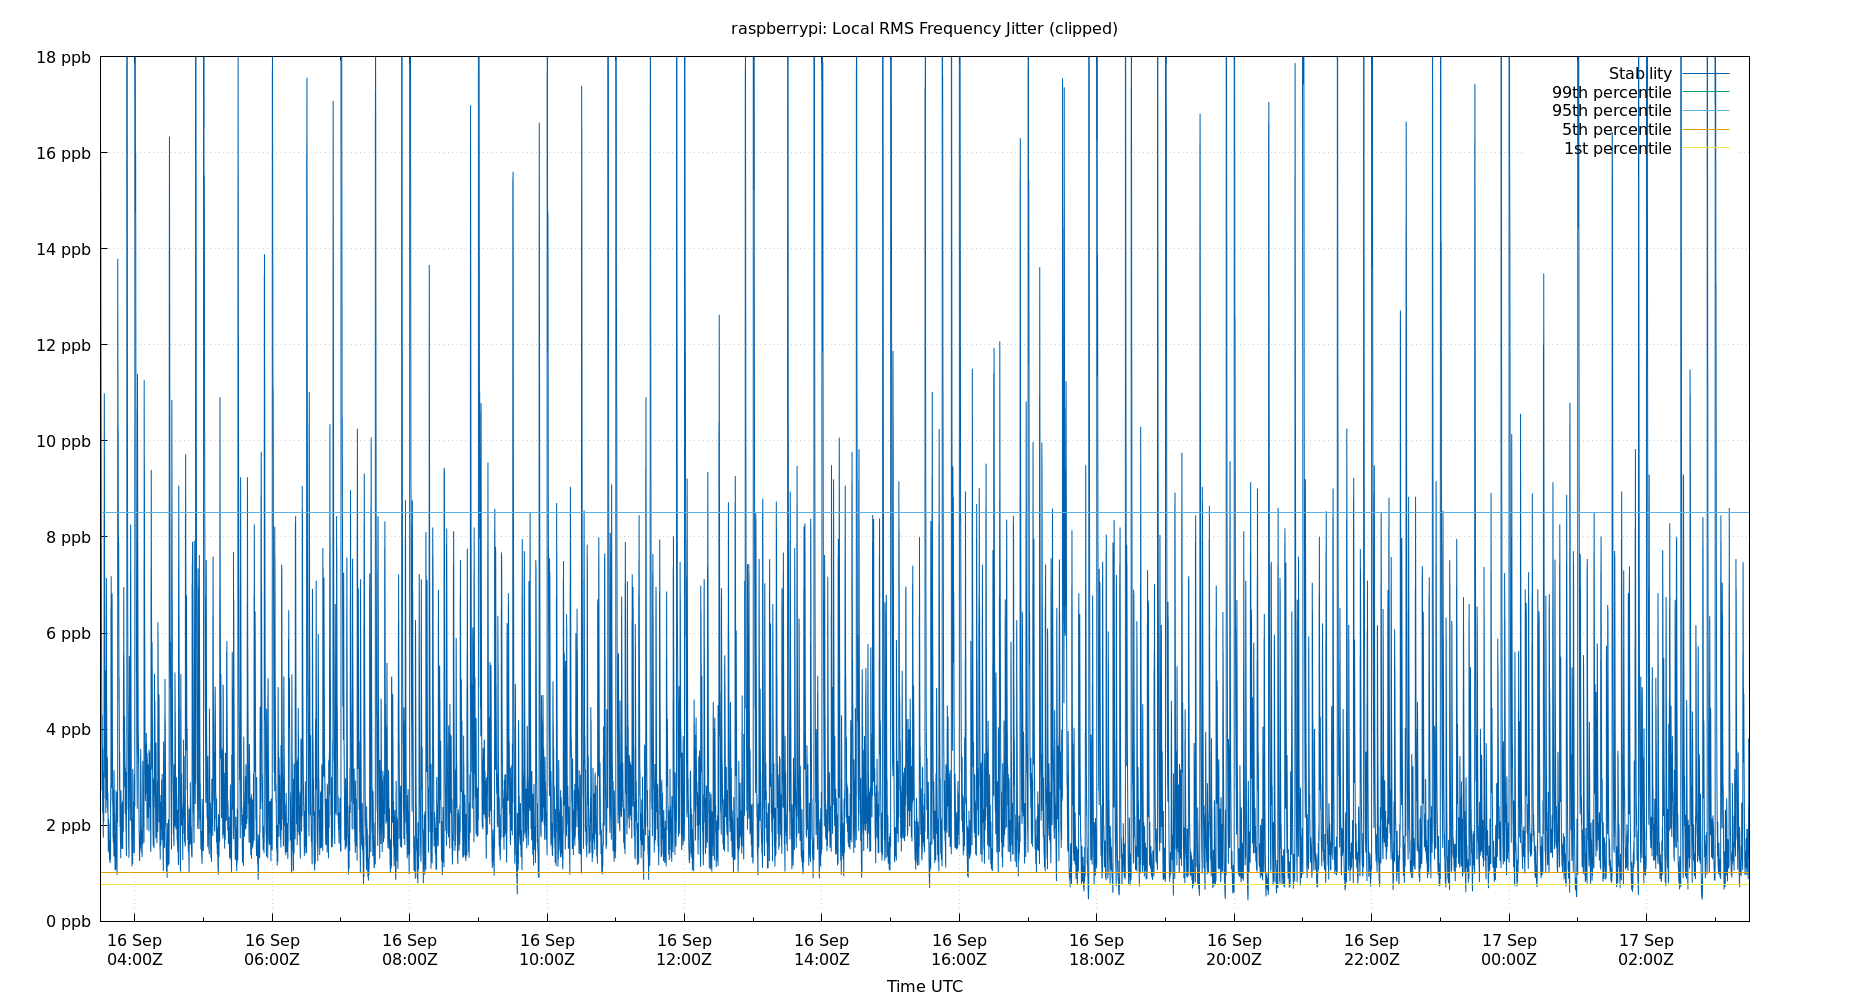 raspberrypi: Local RMS Frequency Jitter (clipped)
18 ppb
16 ppb
14 ppb
12 ppb
10 ppb
8 ppb
6 ppb
4 ppb
2 ppb
0 ppb
Stability
99th percentile
95th percentile
5th percentile
1st percentile
16 Sep 16 Sep 16 Sep 16 Sep 16 Sep 16 Sep 16 Sep 16 Sep 16 Sep 16 Sep 17 Sep 17 Sep
04:00Z 06:00Z 08:00Z 10:00Z 12:00Z 14:00Z 16:00Z 18:00Z 20:00Z 22:00Z 00:00Z 02:00Z
Time UTC